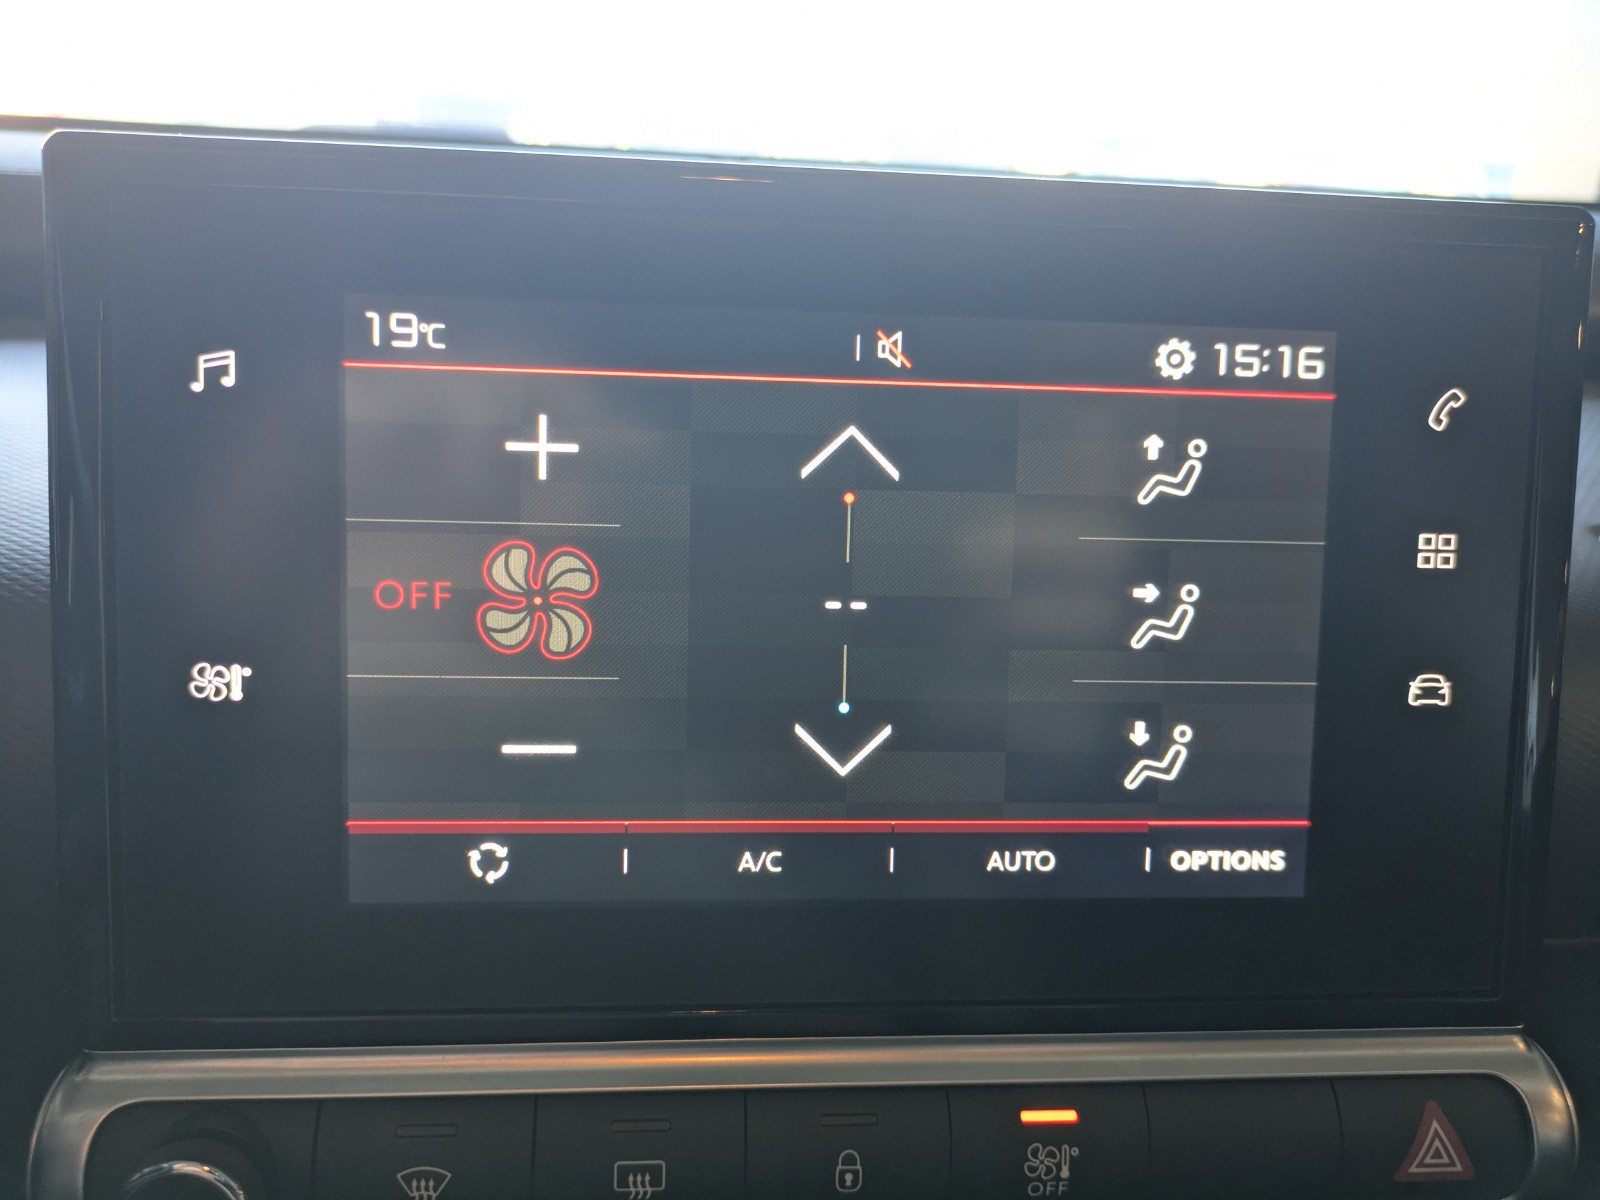 19°C
15:16
OFF
--
A/C
AUTO
OPTIONS
OFF